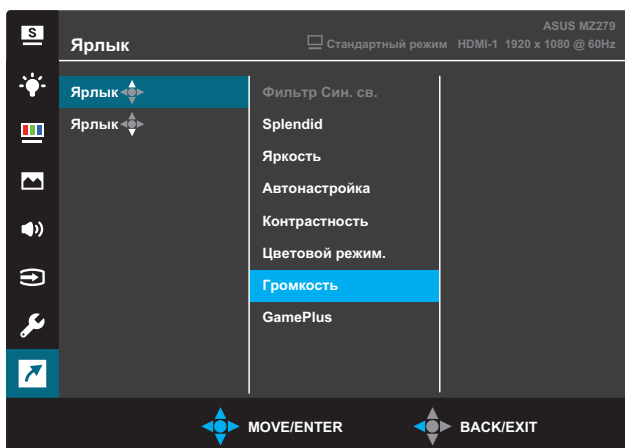 S
ASUS MZ279
Ярлык
Стандартный режим HDMI-1 1920 x 1080 @ 60Hz
Ярлык
Фильтр Син. св.
Ярлык
Splendid
Яркость
Автонастройка
Контрастность
Цветовой режим.
Громкость
GamePlus
MOVE/ENTER
BACK/EXIT